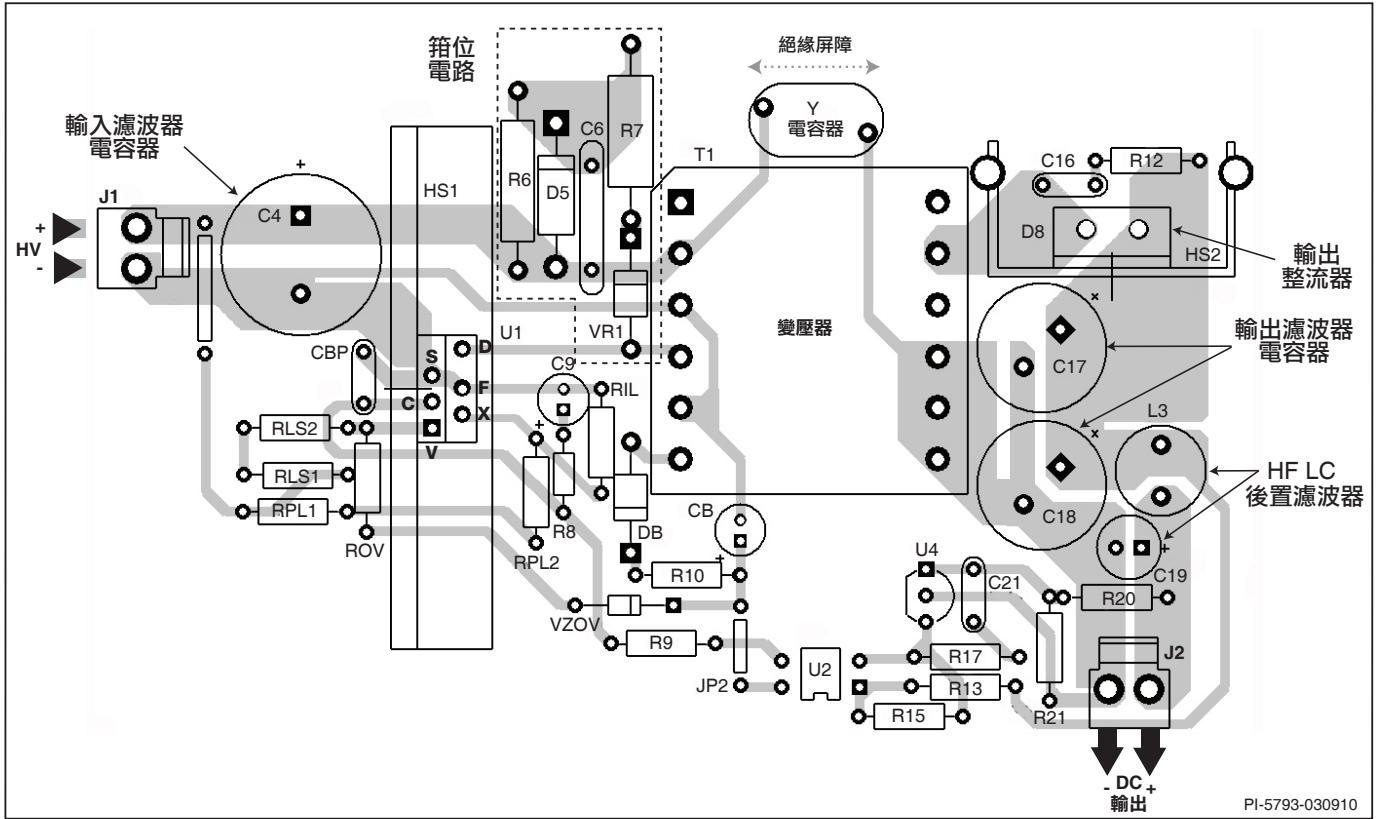 箝位
電路
絕緣屏障
輸入濾波器
電容器
Y
電容器
+
J1
C4
HS1
R6
D5
C6
R7
T1
C16
R12
+
HV
-
D8
HS2
輸出
整流器
U1
VR1
變壓器
輸出濾波器
電容器
CBP
S
D
C9
RIL
C17
F
C
X
V
RLS2
+
L3
RLS1
HF LC
後置濾波器
RPL1
ROV
RPL2
R8
DB
CB
C18
+
R10
U4
C21
+
C19
R20
VZOV
R9
JP2
U2
R17
R13
R15
R21
J2
- DC +
輸出
PI-5793-030910